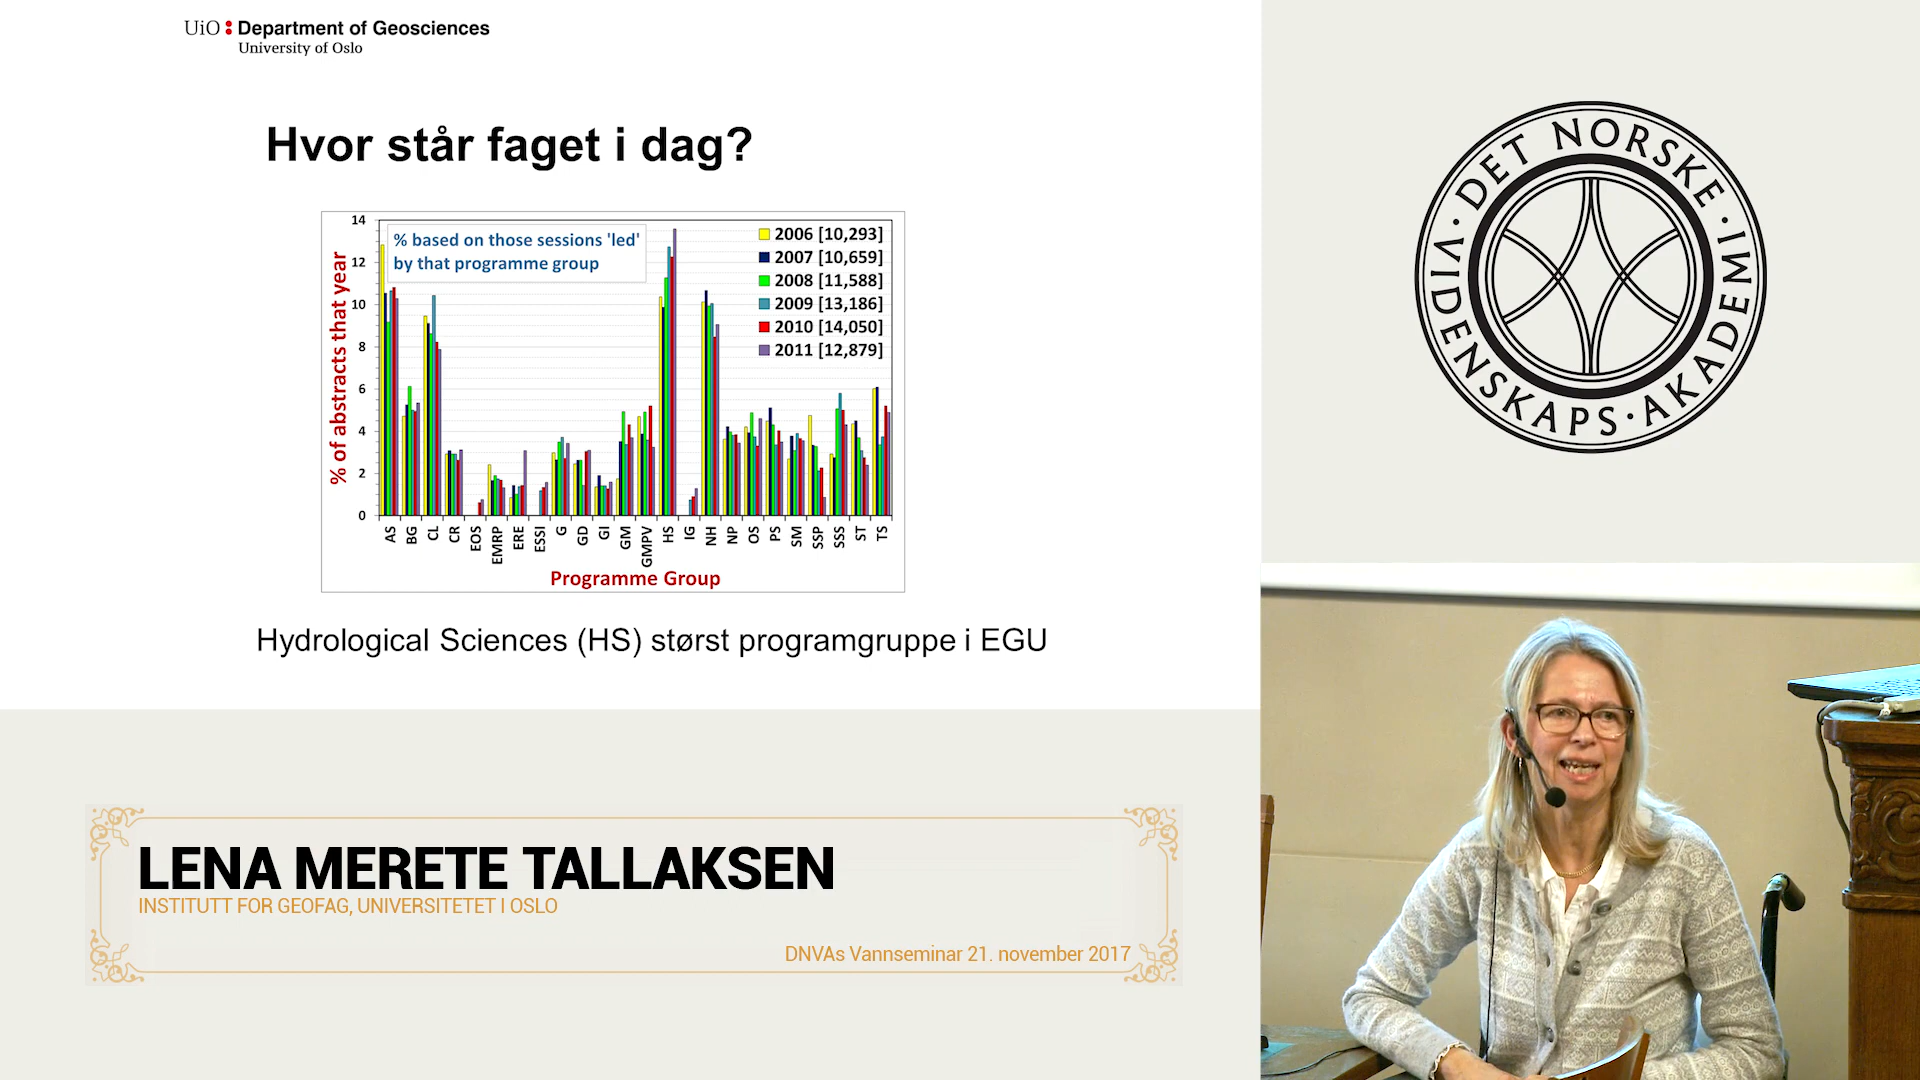 UiO : Department of Geosciences
University of Oslo
Hvor står faget i dag?
% based on those sessions 'led'
by that programme group
2006 [10,293]
2007 [10,659]
2008 [11,588]
2009 [13,186]
2010 [14,050]
2011 [12,879]
% of abstracts that year
14
12
10
8
6
4
2
0
AS BG CL CR EOS EMRP ERE ESSI G GD GI GM GMPV HS IG NH NP OS PS SM SSP SSS ST TS
Programme Group
Hydrological Sciences (HS) størst programgruppe i EGU
DET NORSKE · VIDENSKAPS · AKADEMI ·
LENA MERETE TALLAKSEN
INSTITUTT FOR GEOFAG, UNIVERSITETET I OSLO
DNVAs Vannseminar 21. november 2017